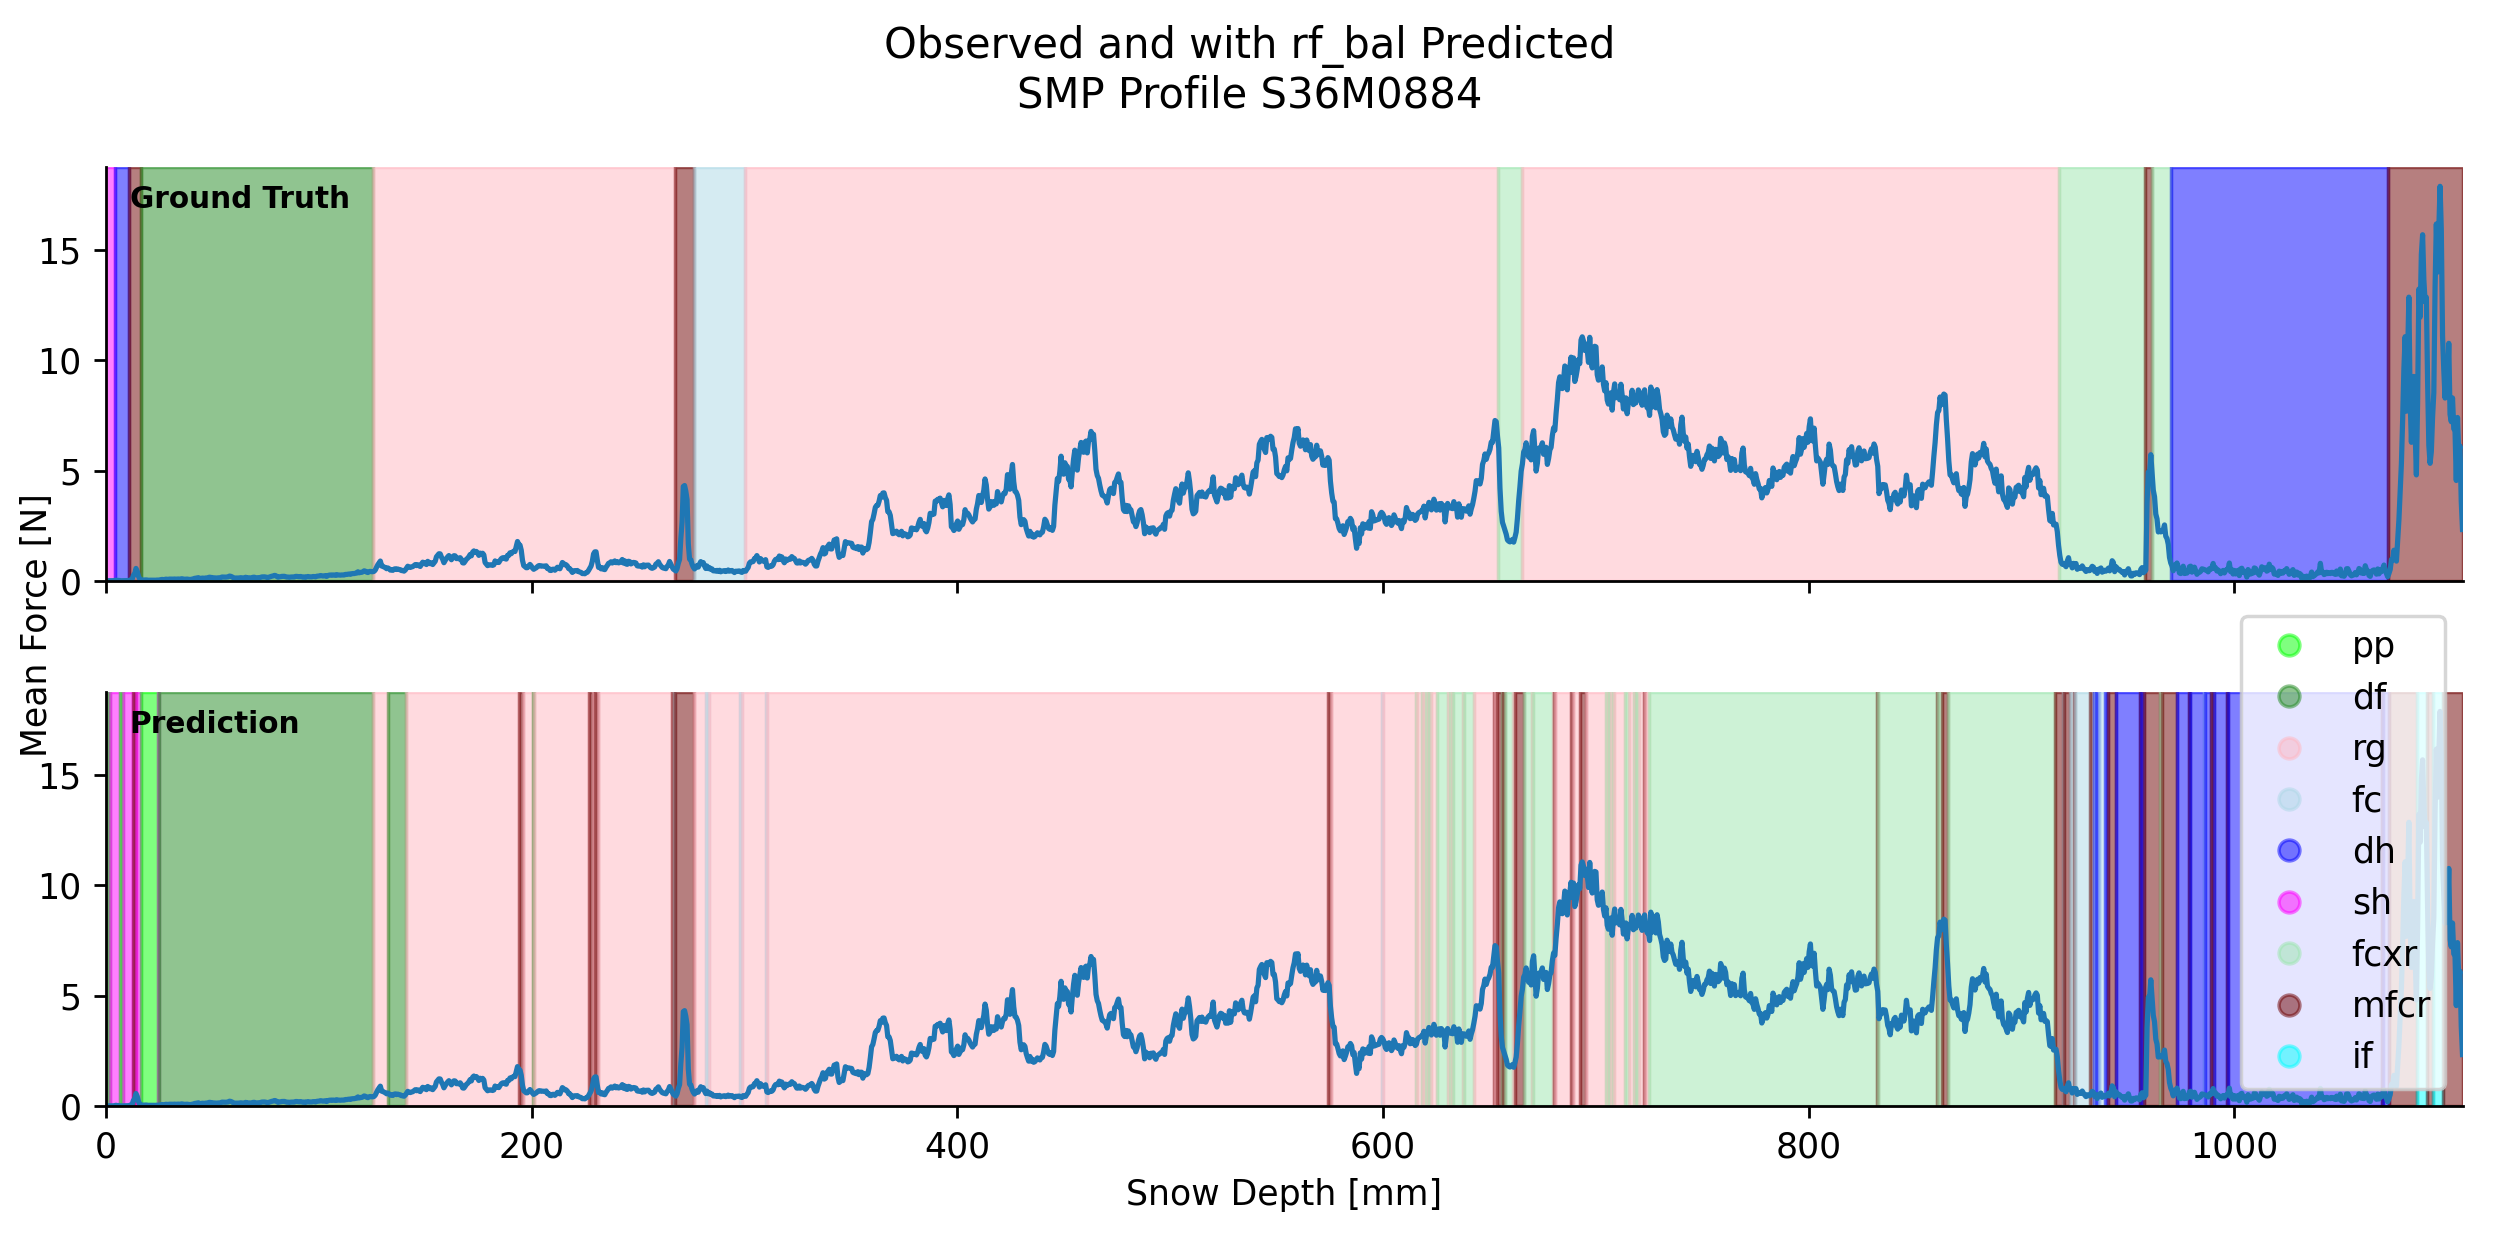 Observed and with rf_bal Predicted
SMP Profile S36M0884
Mean Force [N]
Ground Truth
15
10
5
0
Prediction
15
10
5
0
0 200 400 600 800 1000
Snow Depth [mm]
pp
df
rg
fc
dh
sh
fcxr
mfcr
if